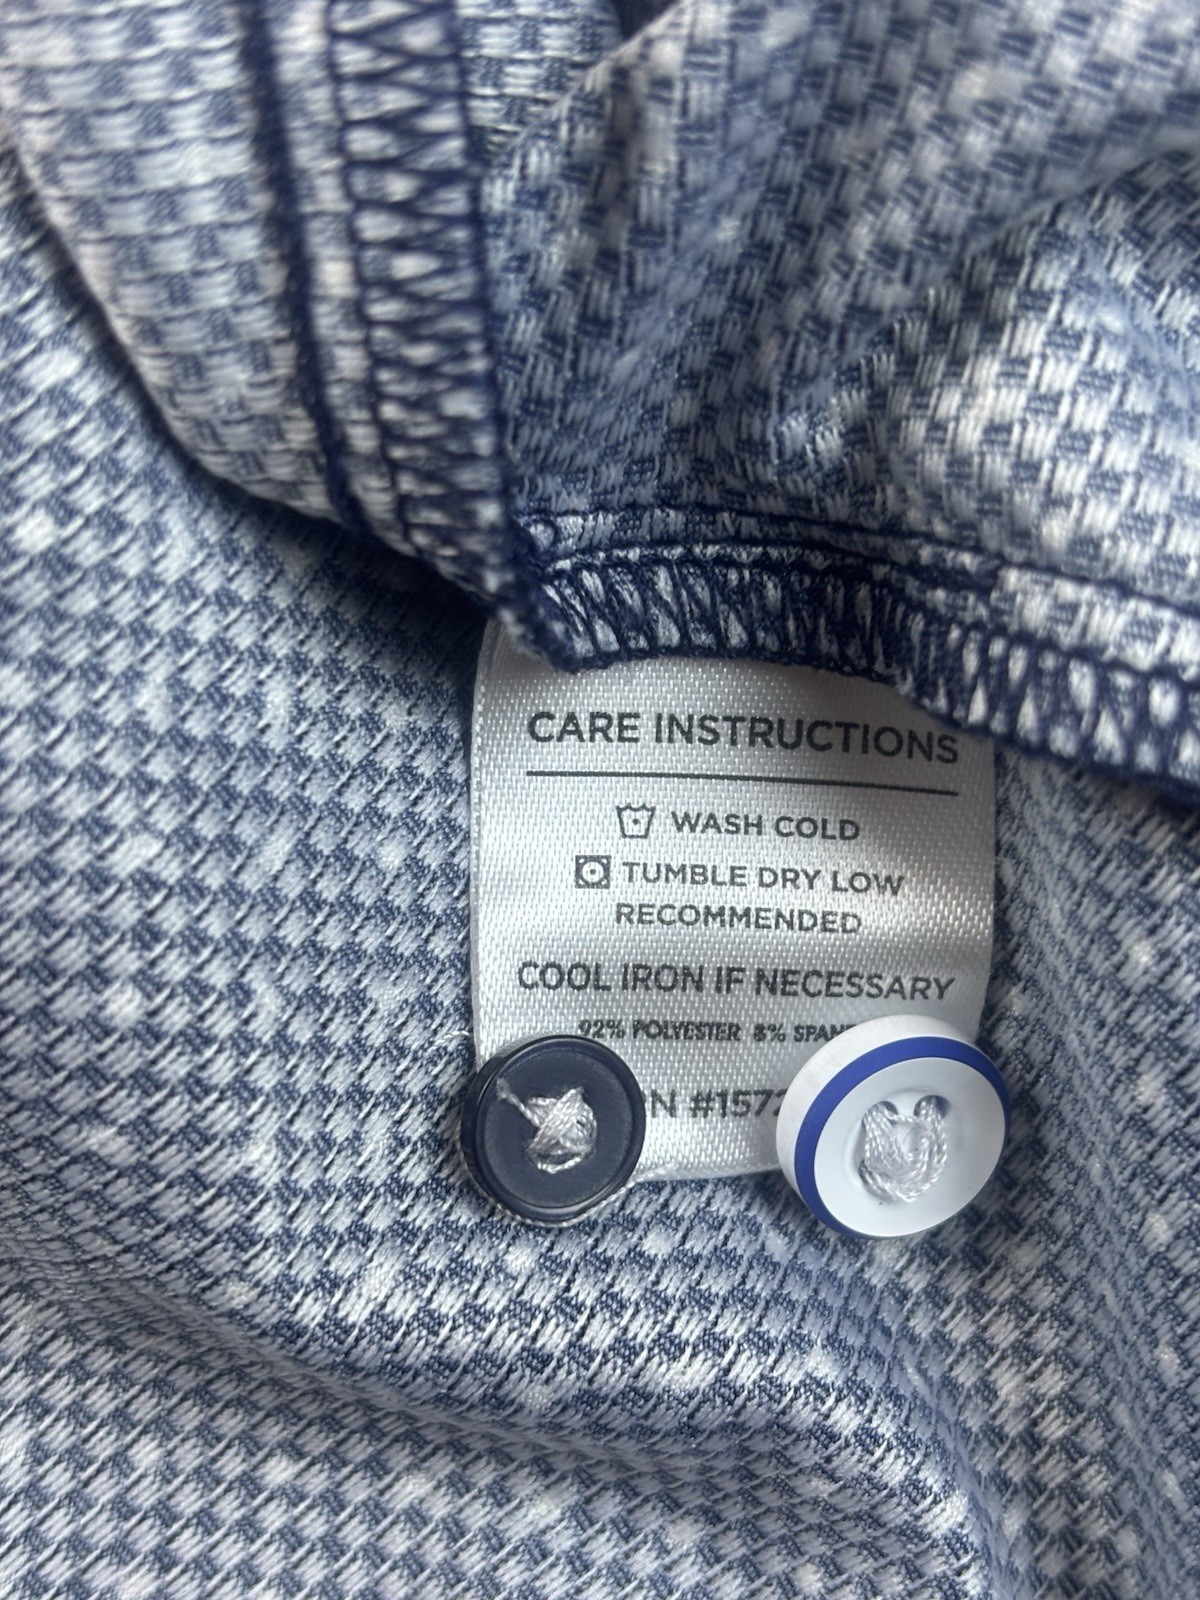 CARE INSTRUCTIONS
WASH COLD
TUMBLE DRY LOW
RECOMMENDED
COOL IRON IF NECESSARY
92% POLYESTER 8%